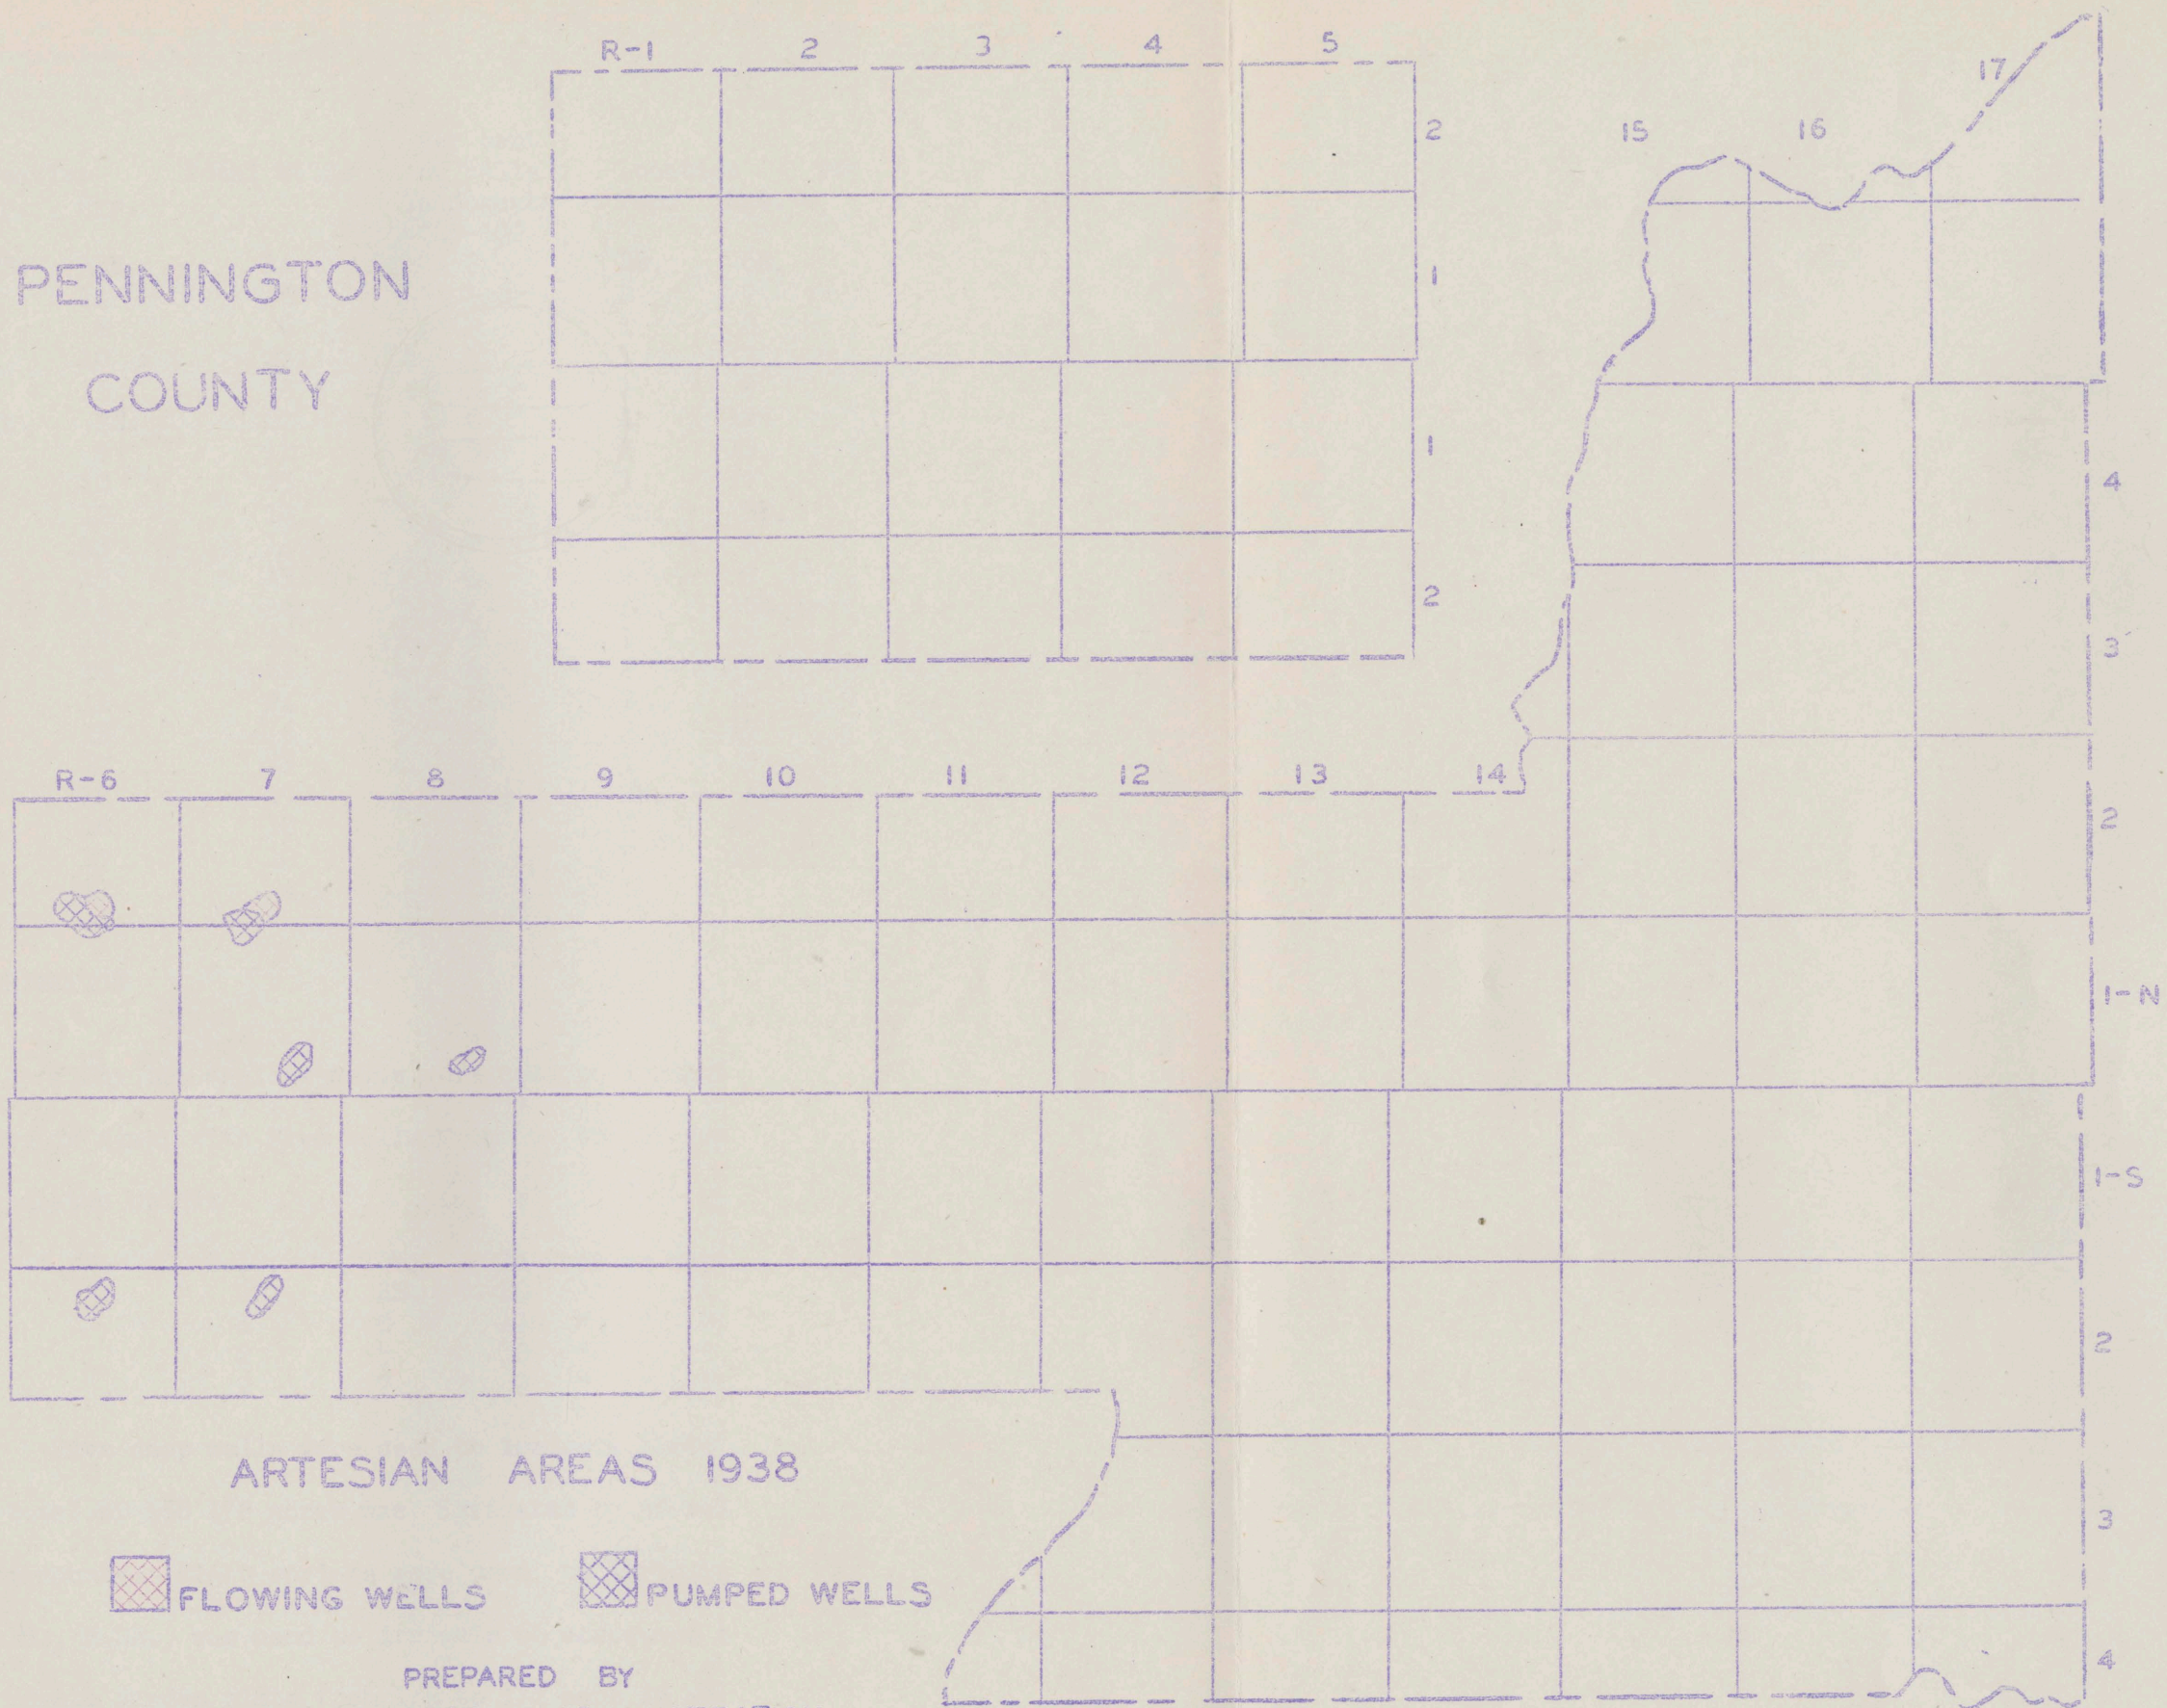 R-1 2 3 4 5
17
15 16
2
PENNINGTON
1
COUNTY
1
4
2
3
R-6 7 8 9 10 11 12 13 14
2
1-N
1-S
2
ARTESIAN AREAS 1938
3
FLOWING WELLS PUMPED WELLS
PREPARED BY
4